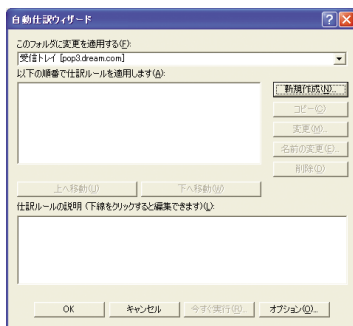 自動仕訳ウィザード
このフォルダに変更を適用する(F):
受信トレイ [pop3.dream.com]
以下の順番で仕訳ルールを適用します(A):
新規作成(N)...
コピー(C)
変更(M)...
名前の変更(E)...
削除(D)
上へ移動(U) 下へ移動(W)
仕訳ルールの説明 (下線をクリックすると編集できます)(L):
OK キャンセル 今すぐ実行(R)... オプション(O)...